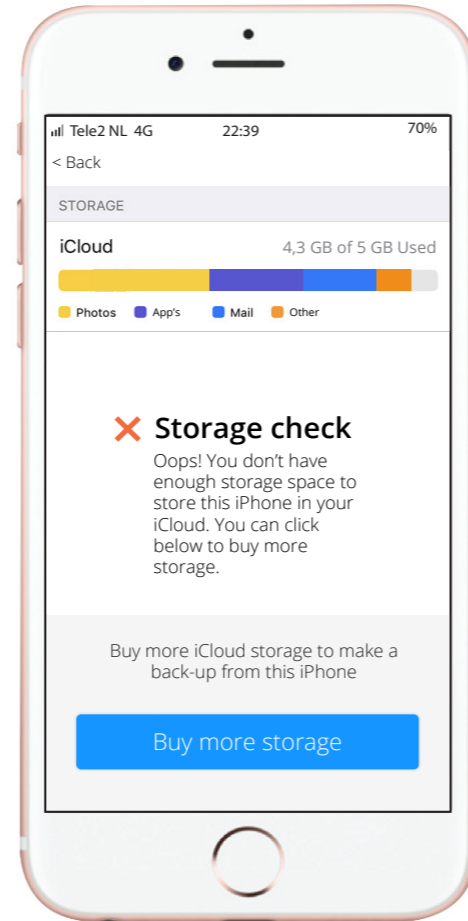 Tele2 NL 4G 22:39 70%
< Back
STORAGE
iCloud 4,3 GB of 5 GB Used
Photos App's Mail Other
Storage check
Oops! You don't have
enough storage space to
store this iPhone in your
iCloud. You can click
below to buy more
storage.
Buy more iCloud storage to make a
back-up from this iPhone
Buy more storage